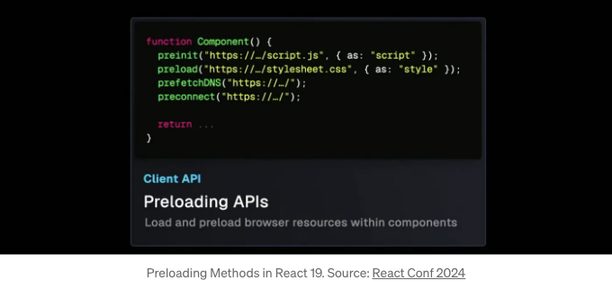 function Component() {
preinit("https://…/script.js", { as: "script" });
preload("https://…/stylesheet.css", { as: "style" });
prefetchDNS("https://…/");
preconnect("https://…/");
return ...
}
Client API
Preloading APIs
Load and preload browser resources within components
Preloading Methods in React 19. Source: React Conf 2024